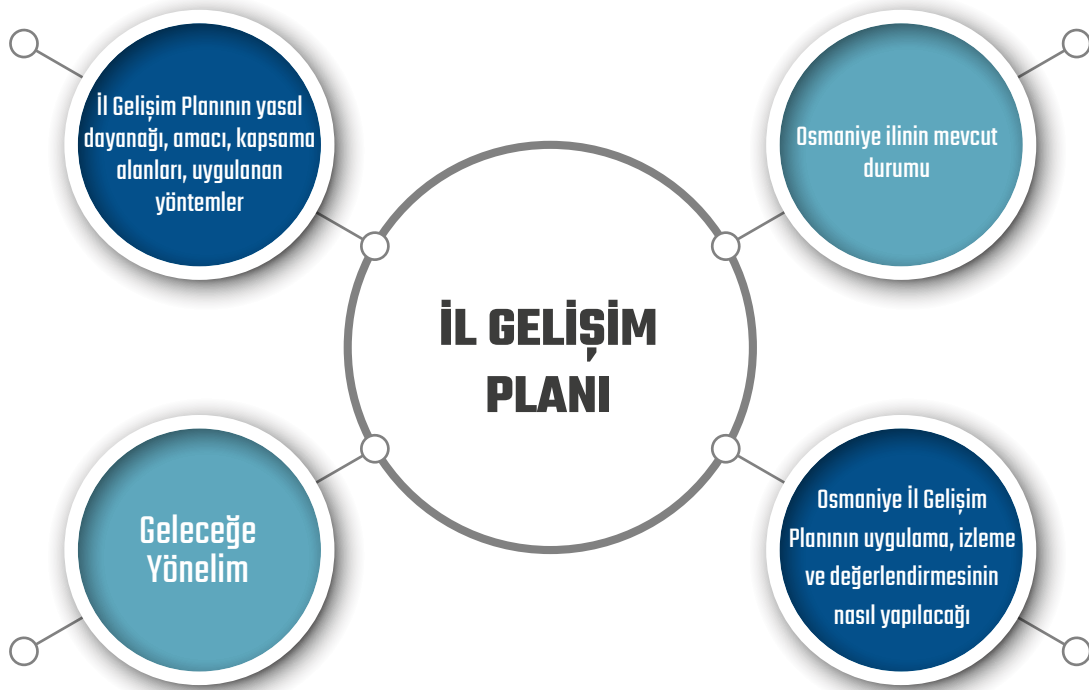 İl Gelişim Planının yasal
dayanağı, amacı, kapsama
alanları, uygulanan
yöntemler
Osmaniye ilinin mevcut
durumu
İL GELİŞİM
PLANI
Geleceğe
Yönelim
Osmaniye İl Gelişim
Planının uygulama, izleme
ve değerlendirmesinin
nasıl yapılacağı